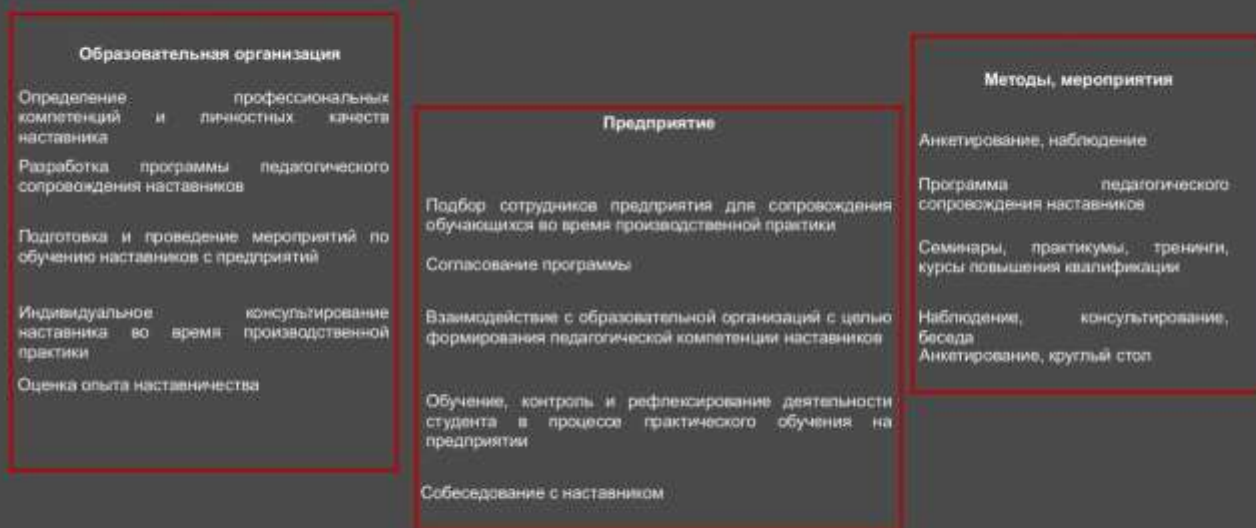 Образовательная организация
Определение профессиональных
компетенций и личностных качеств
наставника
Разработка программы педагогического
сопровождения наставников
Подготовка и проведение мероприятий по
обучению наставников с предприятий
Индивидуальное консультирование
наставника во время производственной
практики
Оценка опыта наставничества
Предприятие
Подбор сотрудников предприятия для сопровождения
обучающихся во время производственной практики
Согласование программы
Взаимодействие с образовательной организаций с целью
формирования педагогической компетенции наставников
Обучение, контроль и рефлексирование деятельности
студента в процессе практического обучения на
предприятии
Собеседование с наставником
Методы, мероприятия
Анкетирование, наблюдение
Программа педагогического
сопровождения наставников
Семинары, практикумы, тренинги,
курсы повышения квалификации
Наблюдение, консультирование,
беседа
Анкетирование, круглый стол